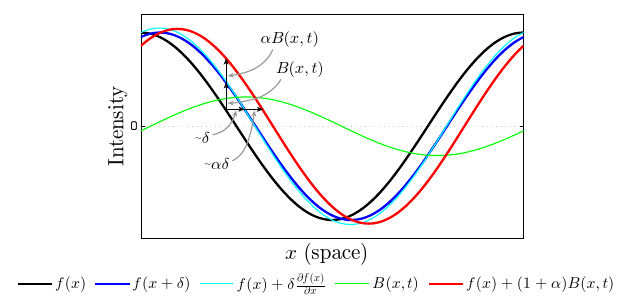 αB(x, t)
B(x, t)
Intensity
0
~δ
~αδ
x (space)
f(x) f(x + δ) f(x) + δ ∂f(x)/∂x B(x, t) f(x) + (1 + α)B(x, t)